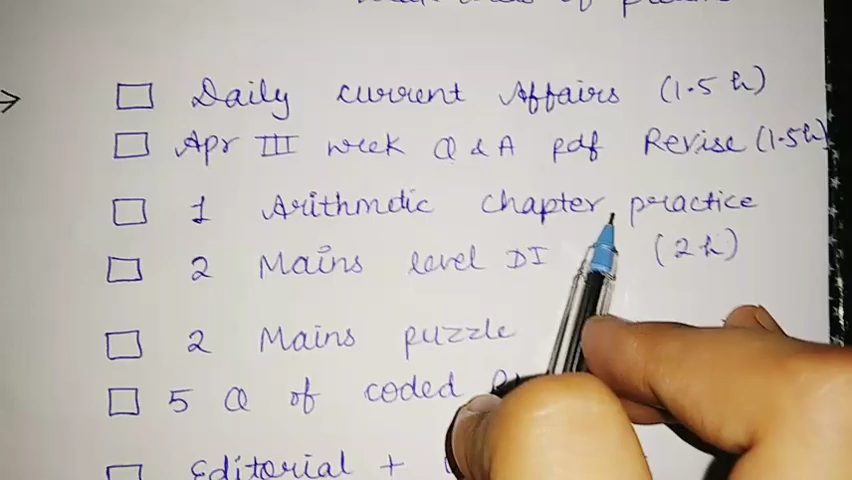 Daily current Affairs (1.5 h)
Apr III week Q & A pdf Revise (1.5h)
1 Arithmetic chapter practice
2 Mains level DI (2h)
2 Mains puzzle
5 Q of coded
Editorial +